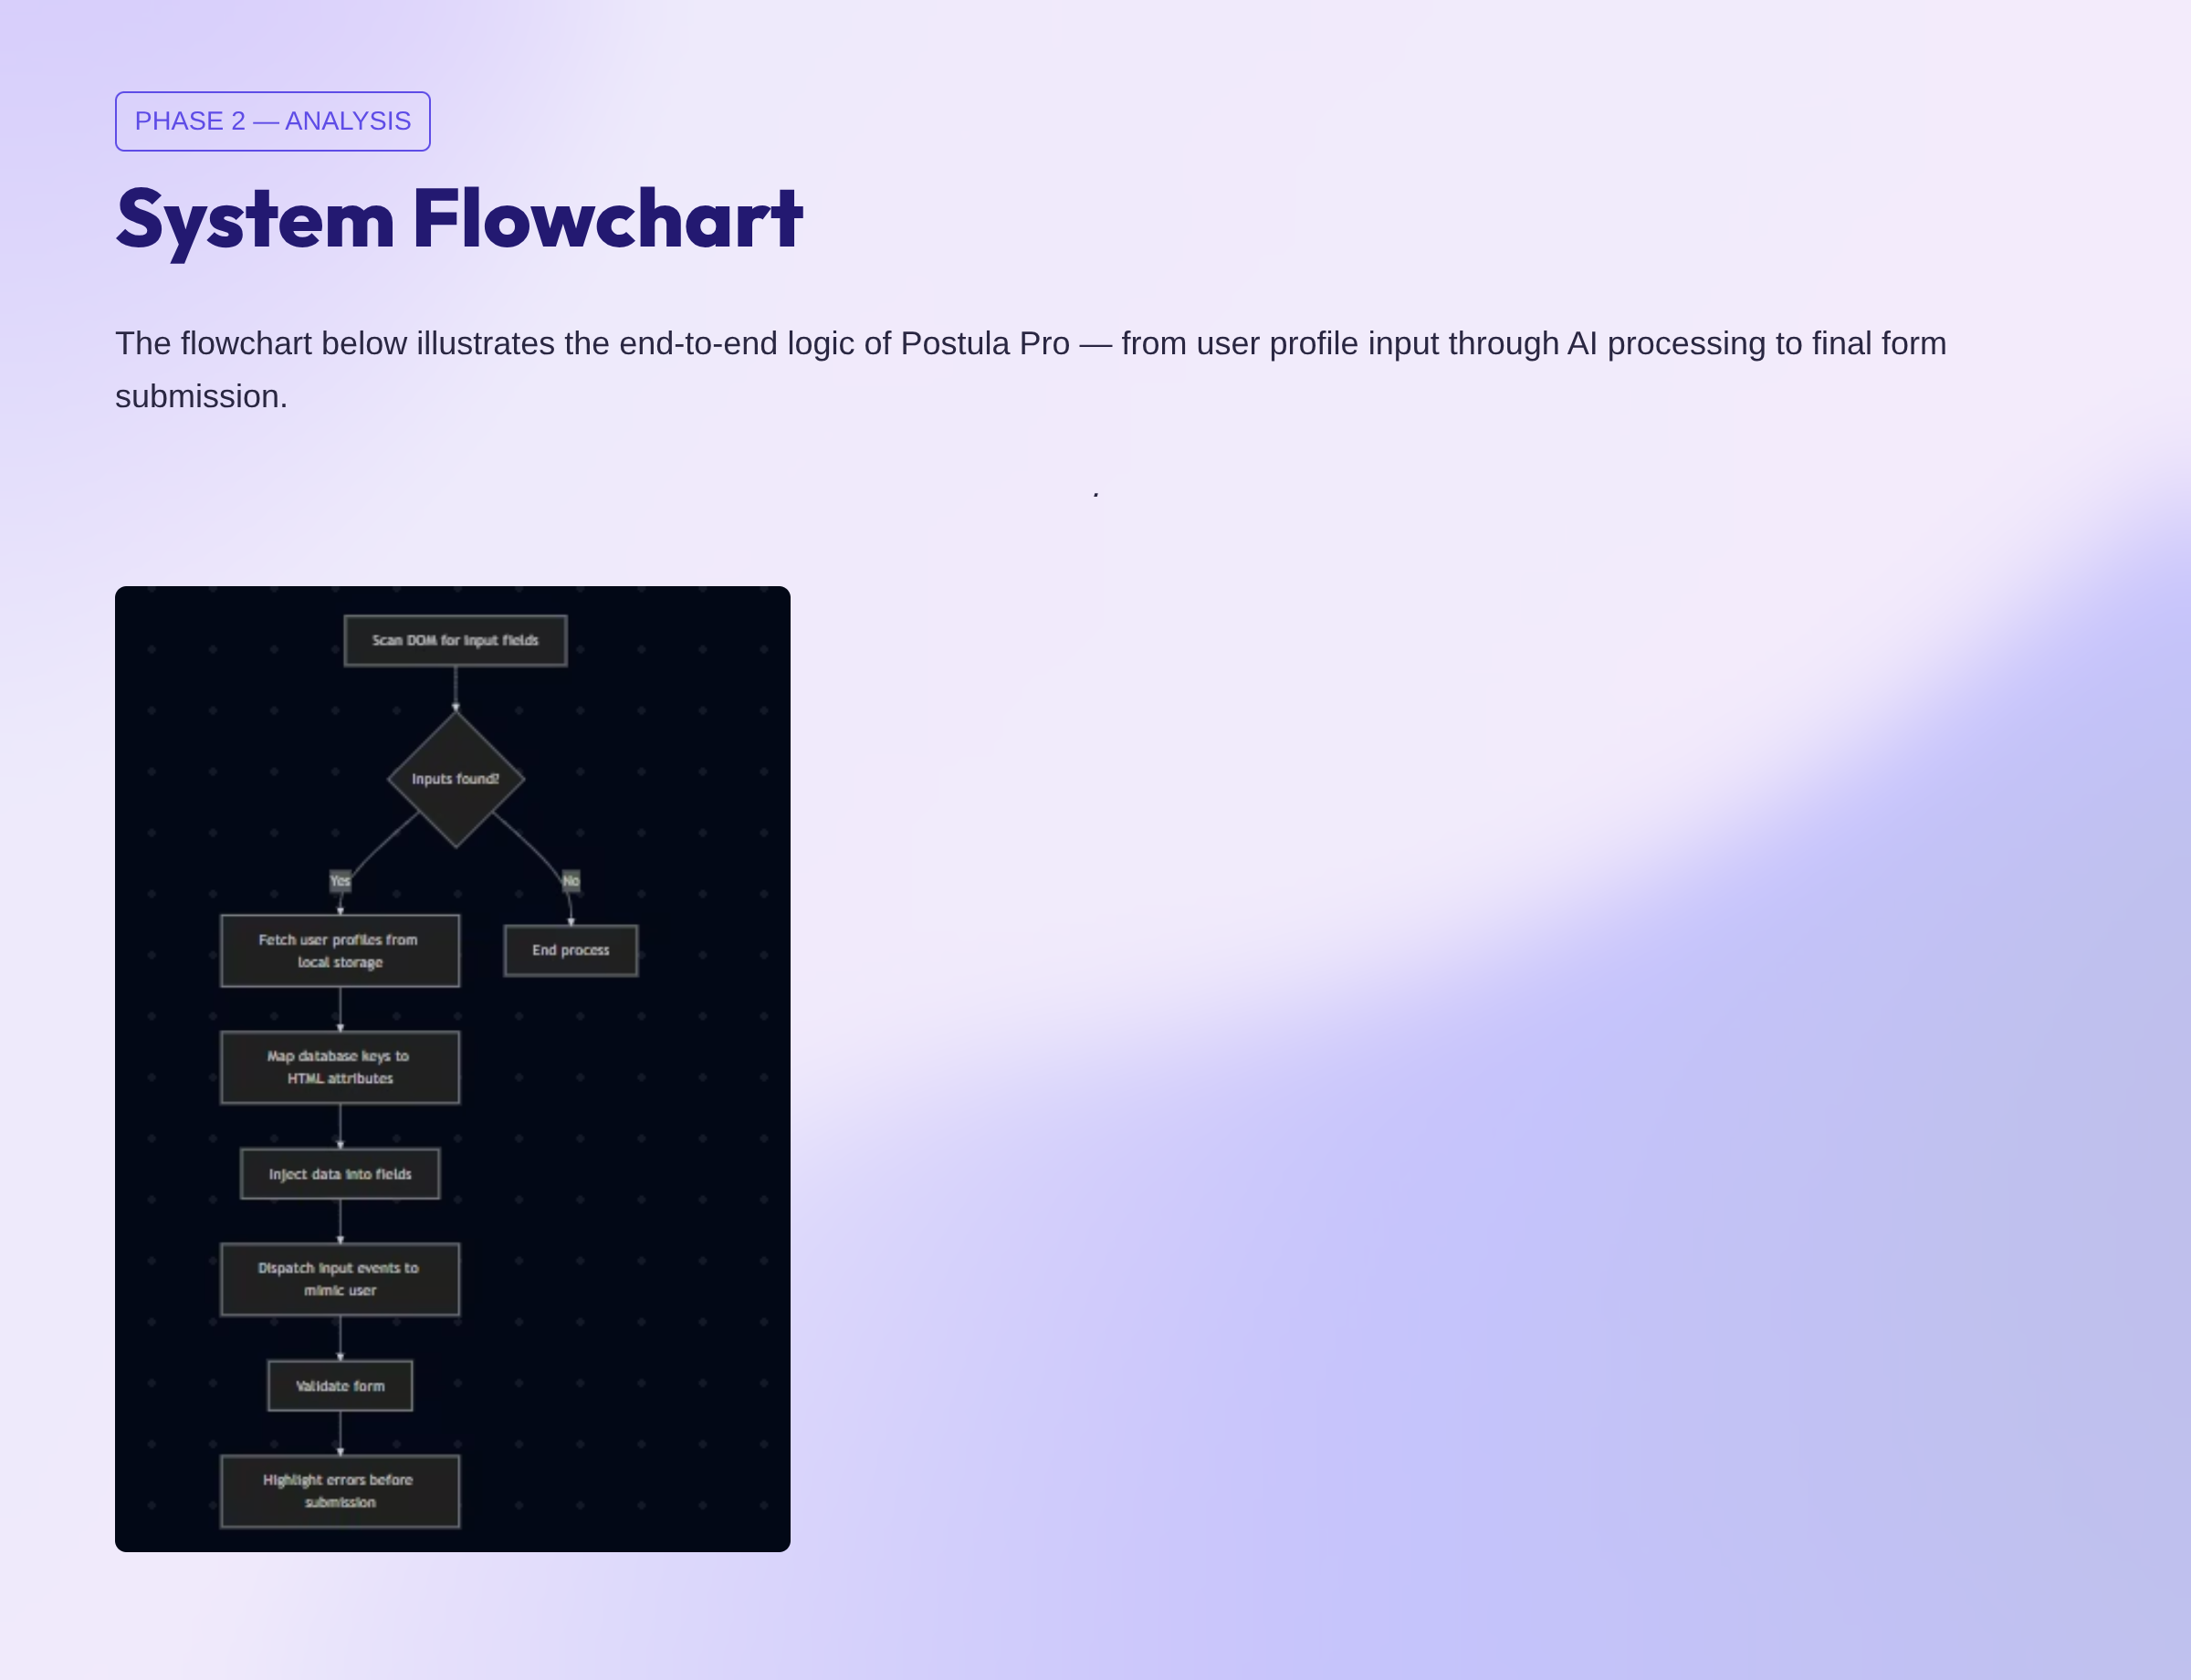 PHASE 2 — ANALYSIS
System Flowchart
The flowchart below illustrates the end-to-end logic of Postula Pro — from user profile input through AI processing to final form
submission.
.
Scan DOM for input fields
Inputs found?
Yes
No
Fetch user profiles from
local storage
End process
Map database keys to
HTML attributes
Inject data into fields
Dispatch input events to
mimic user
Validate form
Highlight errors before
submission